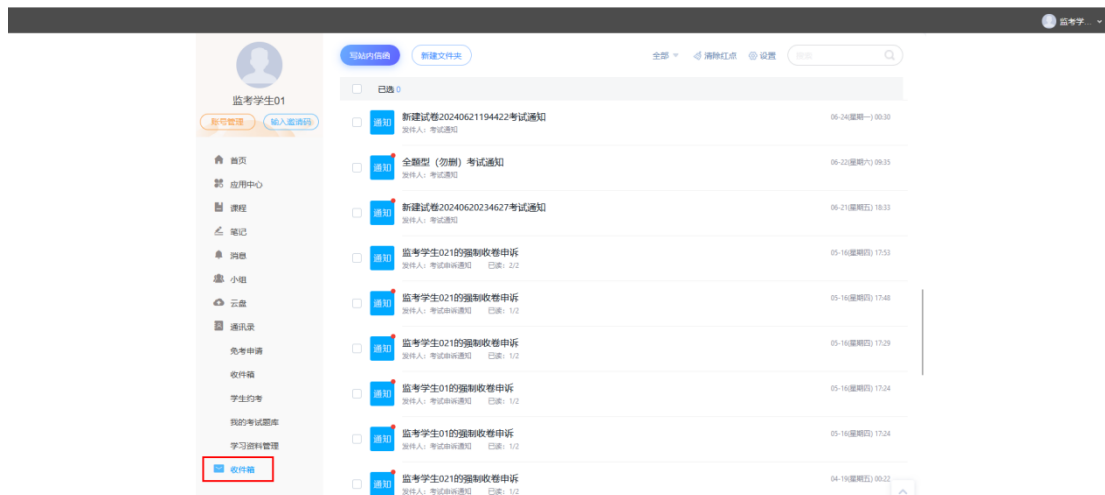 监考学...
写站内信函 新建文件夹 全部 清除红点 设置 搜索
已选 0
监考学生01
账号管理 输入邀请码
首页
应用中心
课程
笔记
消息
小组
云盘
通讯录
免考申请
收件箱
学生约考
我的考试题库
学习资料管理
收件箱
通知 新建试卷20240621194422考试通知 06-24(星期一) 00:30
发件人：考试通知
通知 全题型（勿删）考试通知 06-22(星期六) 09:35
发件人：考试通知
通知 新建试卷20240620234627考试通知 06-21(星期五) 18:33
发件人：考试通知
通知 监考学生021的强制收卷申诉 05-16(星期四) 17:53
发件人：考试申诉通知 已读：2/2
通知 监考学生021的强制收卷申诉 05-16(星期四) 17:48
发件人：考试申诉通知 已读：1/2
通知 监考学生021的强制收卷申诉 05-16(星期四) 17:29
发件人：考试申诉通知 已读：1/2
通知 监考学生01的强制收卷申诉 05-16(星期四) 17:24
发件人：考试申诉通知 已读：1/2
通知 监考学生01的强制收卷申诉 05-16(星期四) 17:24
发件人：考试申诉通知 已读：1/2
通知 监考学生021的强制收卷申诉 04-19(星期五) 00:22
发件人：考试申诉通知 已读：1/2